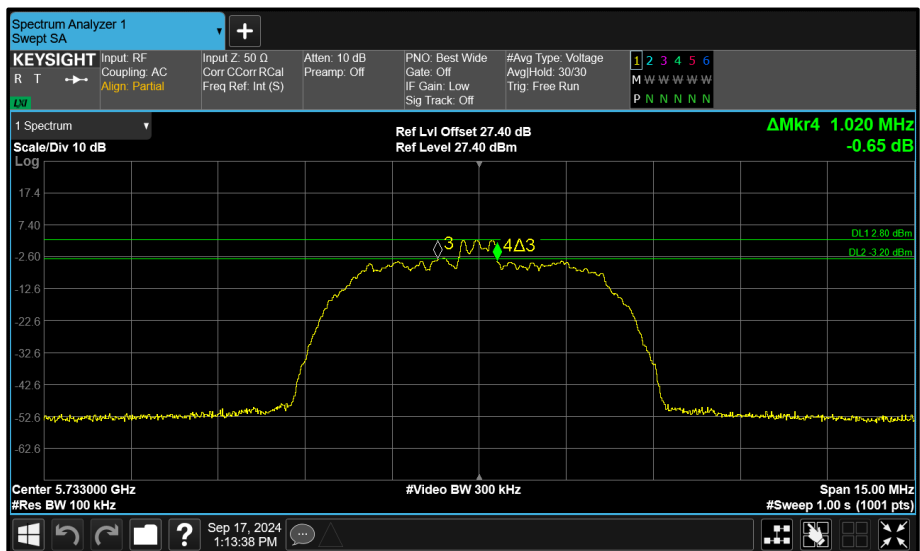 Spectrum Analyzer 1
Swept SA
+
KEYSIGHT
R T
LXI
Input: RF
Coupling: AC
Align: Partial
Input Z: 50 Ω
Corr CCorr RCal
Freq Ref: Int (S)
Atten: 10 dB
Preamp: Off
PNO: Best Wide
Gate: Off
IF Gain: Low
Sig Track: Off
#Avg Type: Voltage
Avg|Hold: 30/30
Trig: Free Run
1 2 3 4 5 6
M W W W W W
P N N N N N
1 Spectrum
Scale/Div 10 dB
Ref Lvl Offset 27.40 dB
Ref Level 27.40 dBm
ΔMkr4 1.020 MHz
-0.65 dB
Log
17.4
7.40
-2.60
-12.6
-22.6
-32.6
-42.6
-52.6
-62.6
3
4Δ3
DL1 2.80 dBm
DL2 -3.20 dBm
Center 5.733000 GHz
#Video BW 300 kHz
Span 15.00 MHz
#Res BW 100 kHz
#Sweep 1.00 s (1001 pts)
?
Sep 17, 2024
1:13:38 PM